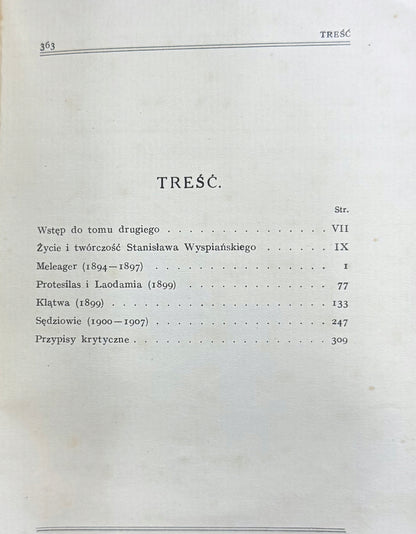 363 TREŚĆ
TREŚĆ.
Str.
Wstęp do tomu drugiego . . . . . . . . . . . . . . VII
Życie i twórczość Stanisława Wyspiańskiego . . . . . . IX
Meleager (1894—1897) . . . . . . . . . . . . . . . 1
Protesilas i Laodamia (1899) . . . . . . . . . . . . 77
Klątwa (1899) . . . . . . . . . . . . . . . . . . . 133
Sędziowie (1900—1907) . . . . . . . . . . . . . . . 247
Przypisy krytyczne . . . . . . . . . . . . . . . . . 309